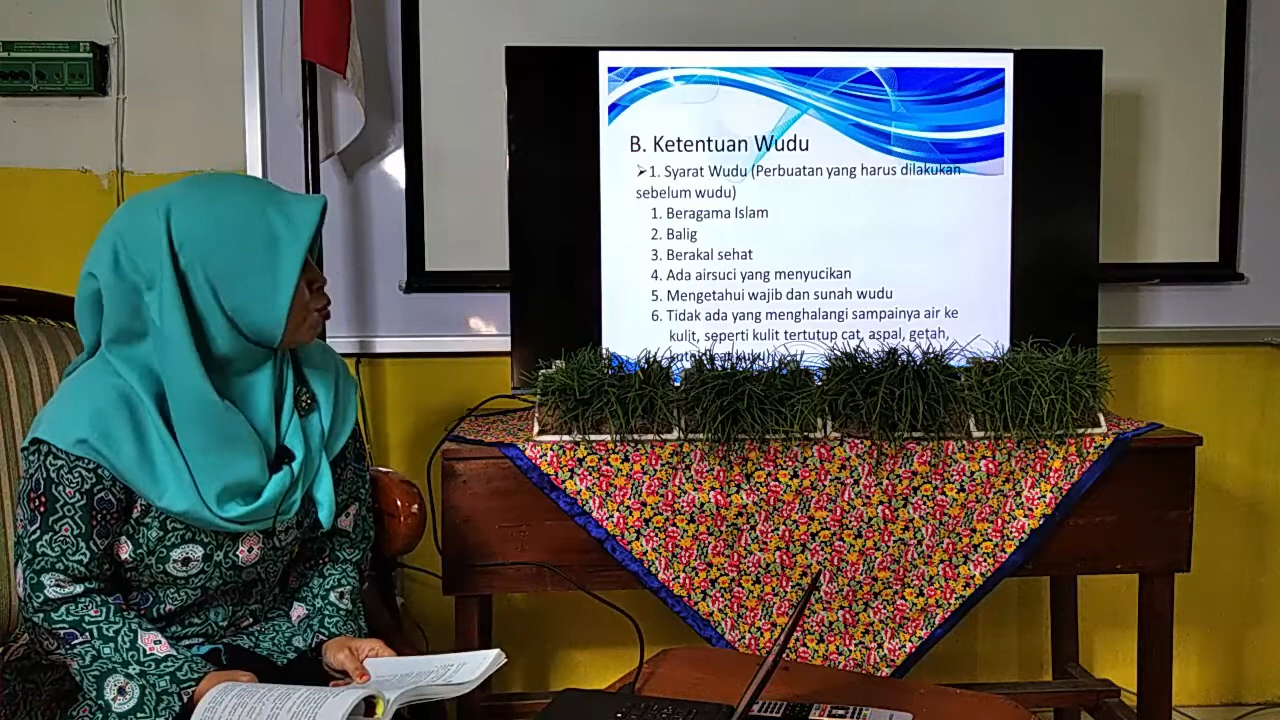 B. Ketentuan Wudu
➢1. Syarat Wudu (Perbuatan yang harus dilakukan
sebelum wudu)
1. Beragama Islam
2. Balig
3. Berakal sehat
4. Ada airsuci yang menyucikan
5. Mengetahui wajib dan sunah wudu
6. Tidak ada yang menghalangi sampainya air ke
kulit, seperti kulit tertutup cat, aspal, getah,